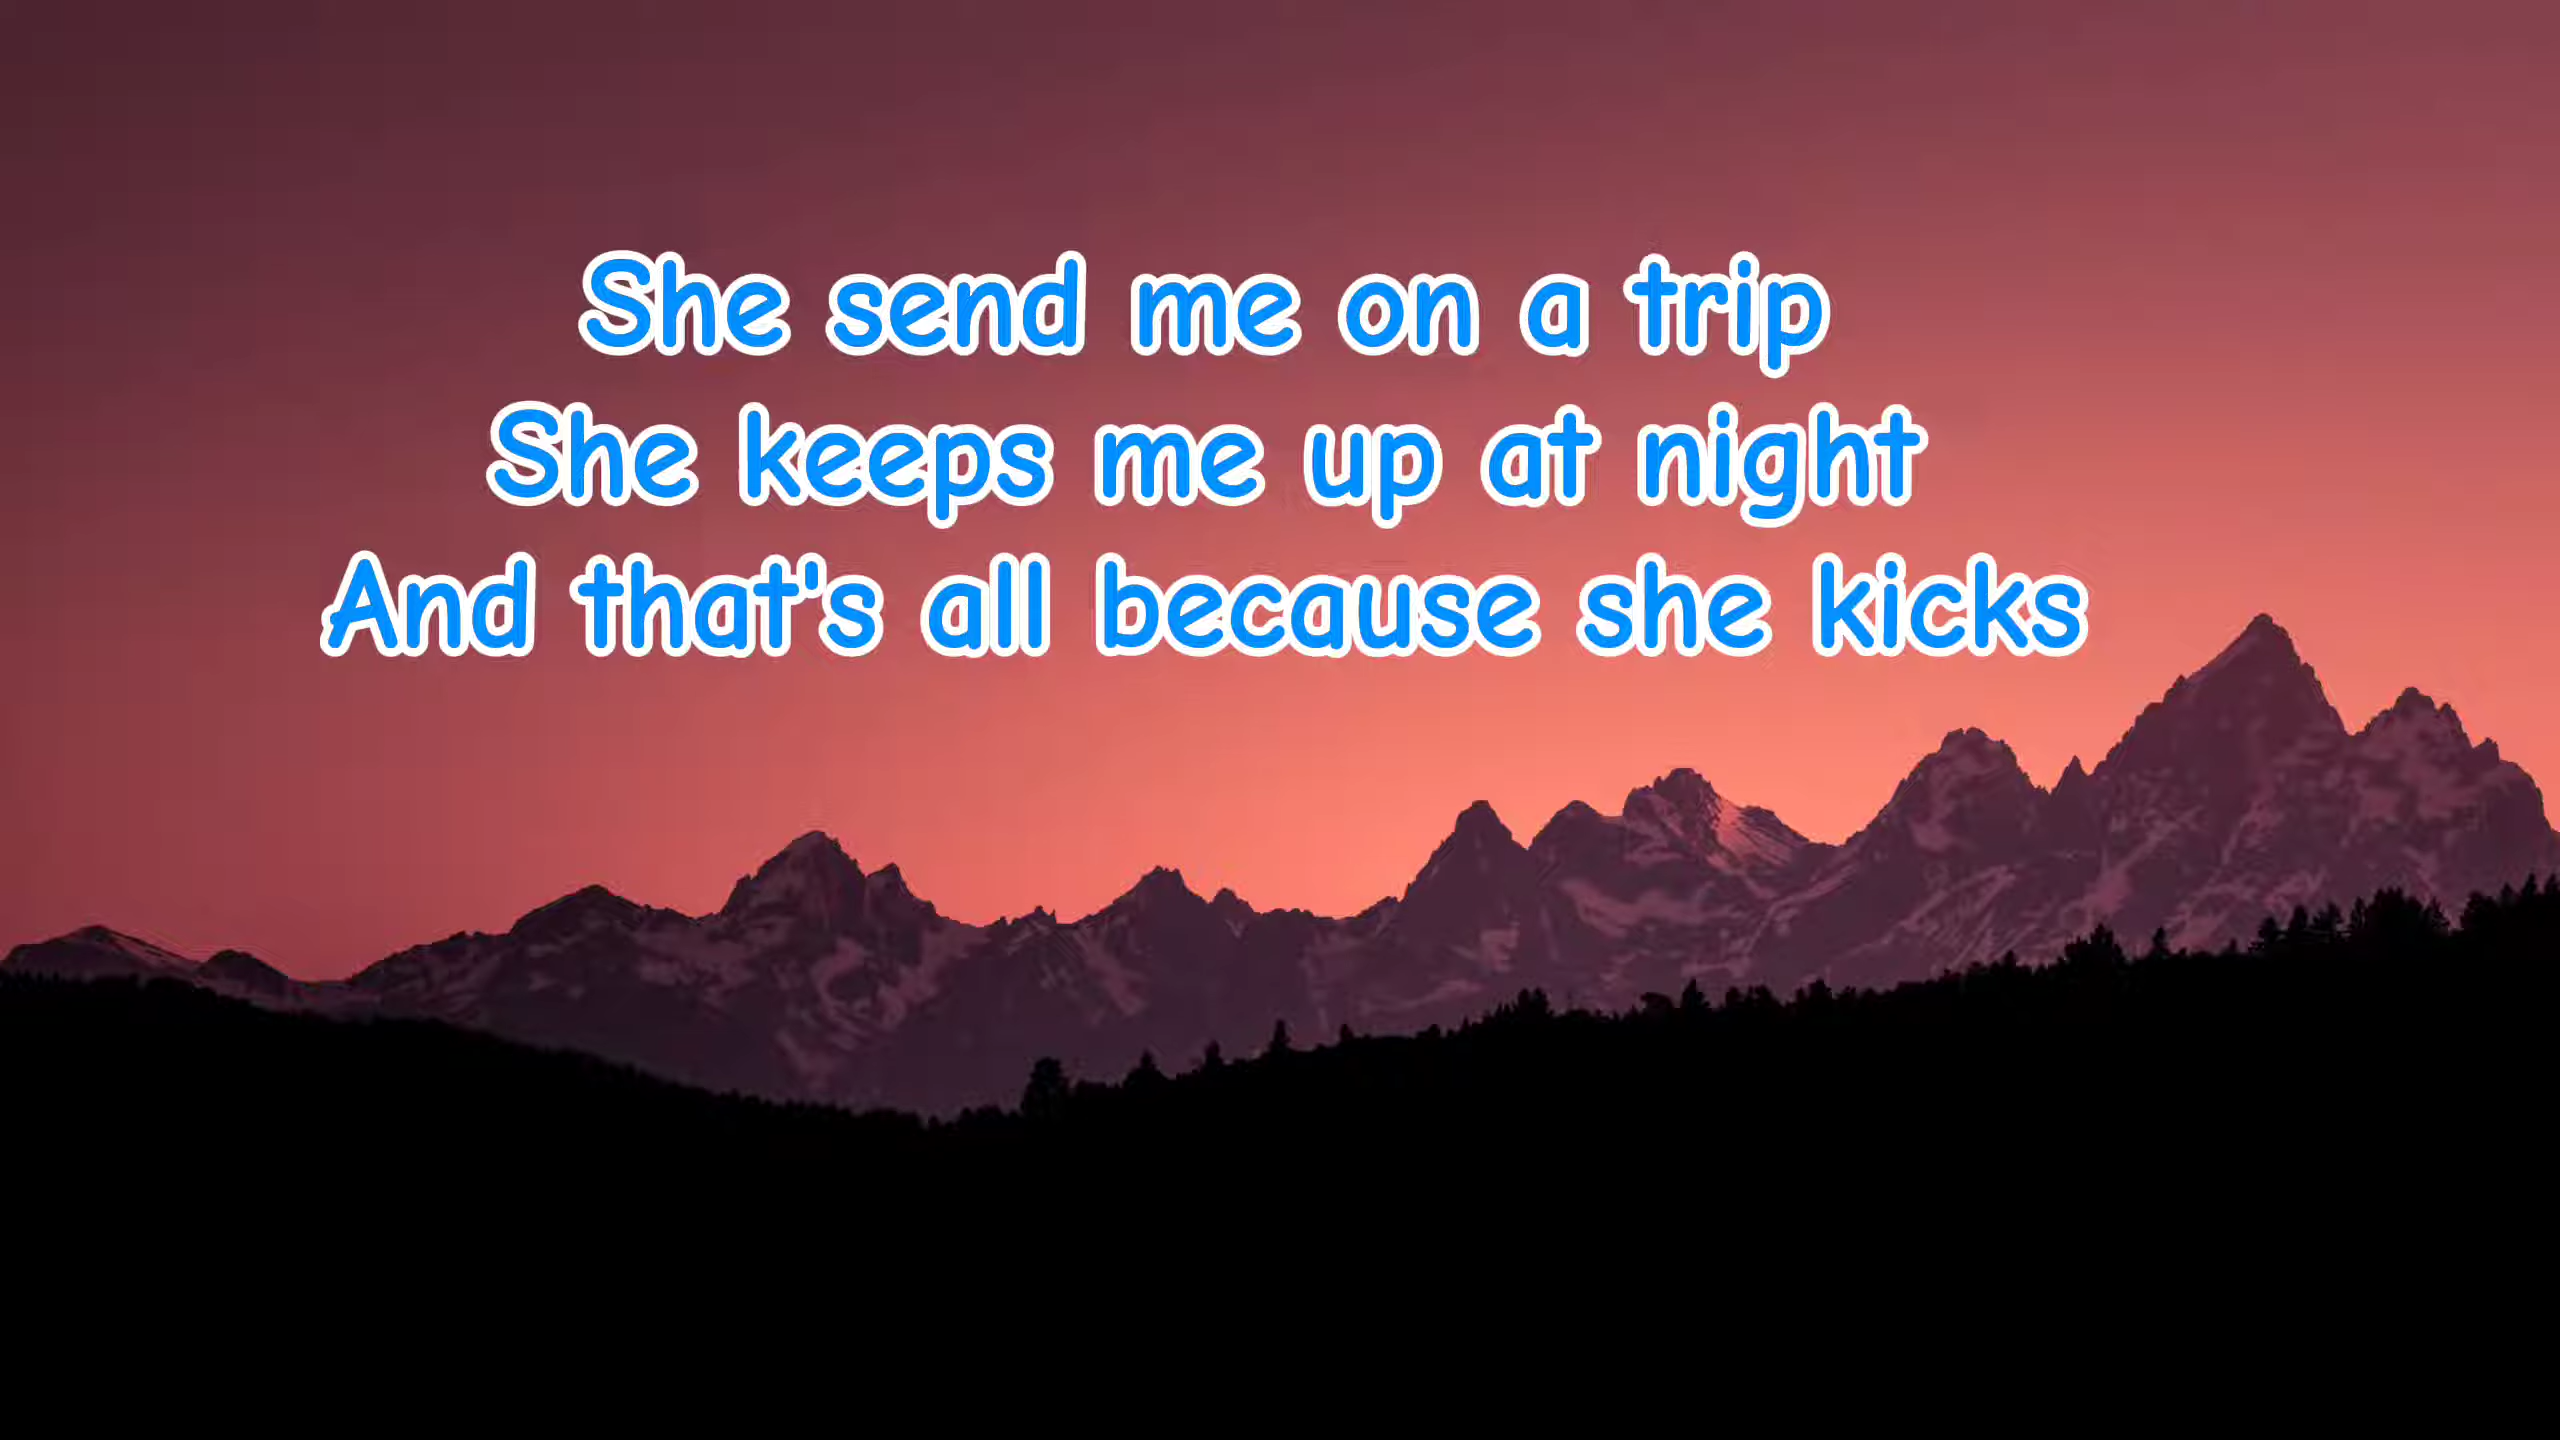 She send me on a trip
She keeps me up at night
And that's all because she kicks